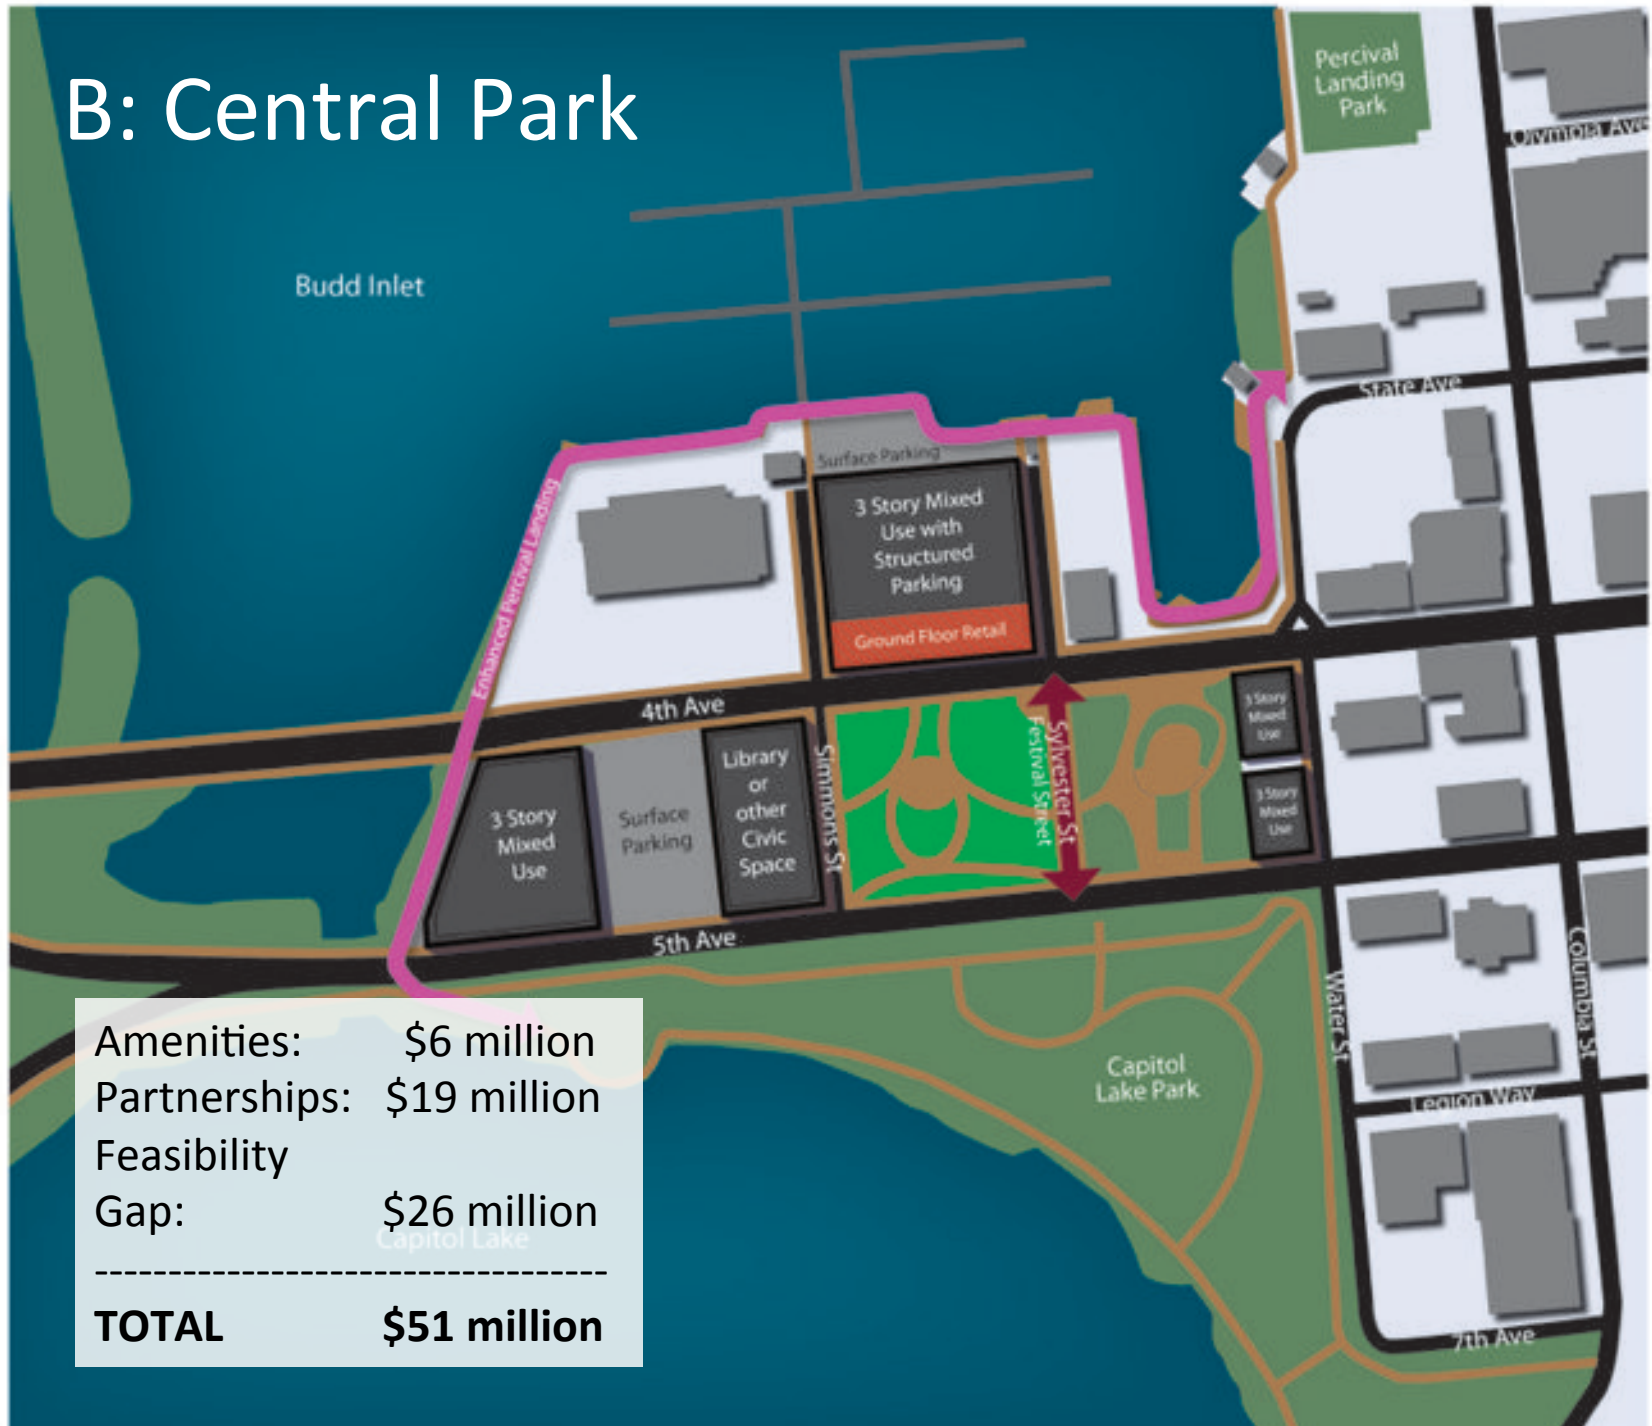 B: Central Park
Percival
Landing
Park
Olympia Ave
Budd Inlet
State Ave
Surface Parking
3 Story Mixed
Use with
Structured
Parking
Ground Floor Retail
Enhanced Percival Landing
4th Ave
3 Story
Mixed
Use
Surface
Parking
Library
or
other
Civic
Space
Simmons St
Sylvester St
Festival Street
3 Story
Mixed
Use
3 Story
Mixed
Use
5th Ave
Water St
Columbia St
Capitol
Lake Park
Legion Way
7th Ave
Amenities: $6 million
Partnerships: $19 million
Feasibility
Gap: $26 million
Capitol Lake
-----------------------------------
TOTAL $51 million